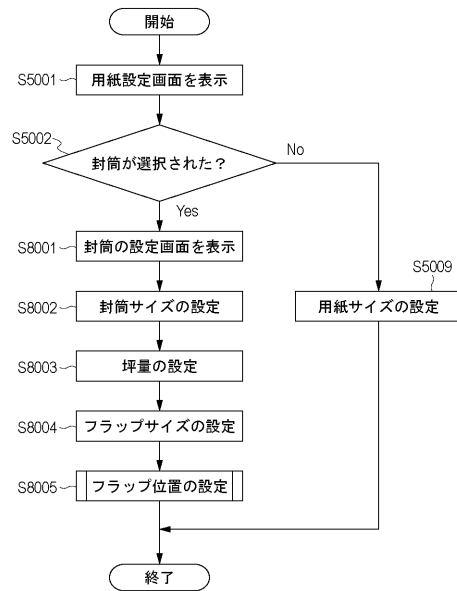 開始
S5001
用紙設定画面を表示
S5002
封筒が選択された?
No
Yes
S8001
封筒の設定画面を表示
S5009
S8002
封筒サイズの設定
用紙サイズの設定
S8003
坪量の設定
S8004
フラップサイズの設定
S8005
フラップ位置の設定
終了